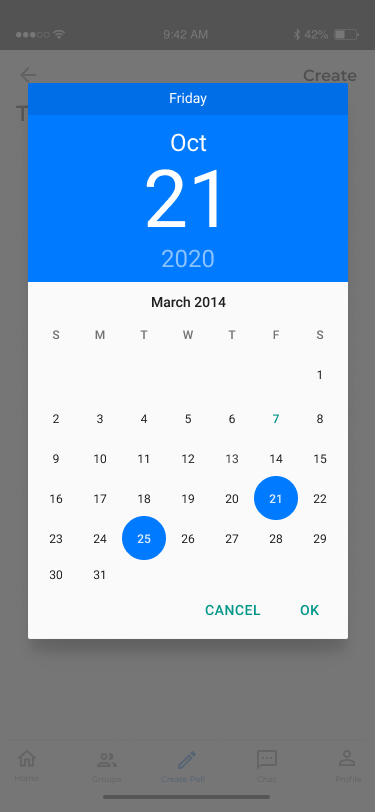 9:42 AM 42%
Create
T
Friday
Oct
21
2020
March 2014
S M T W T F S
1
2 3 4 5 6 7 8
9 10 11 12 13 14 15
16 17 18 19 20 21 22
23 24 25 26 27 28 29
30 31
CANCEL OK
Home Groups Create Poll Chat Profile